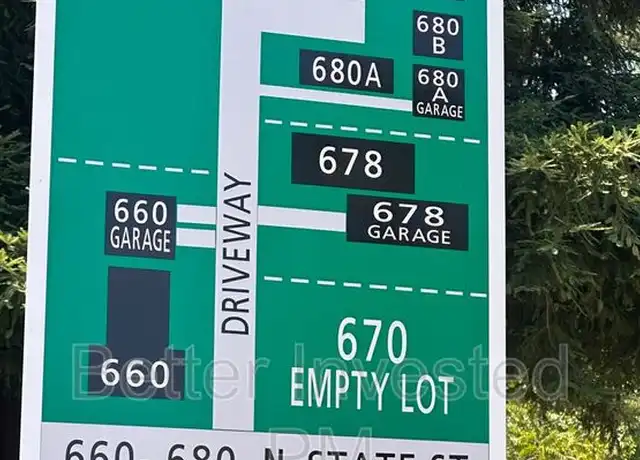 680
B
680A
680
A
GARAGE
678
660
GARAGE
678
GARAGE
DRIVEWAY
670
EMPTY LOT
660
Better Invested
PM
660-680 N STATE ST